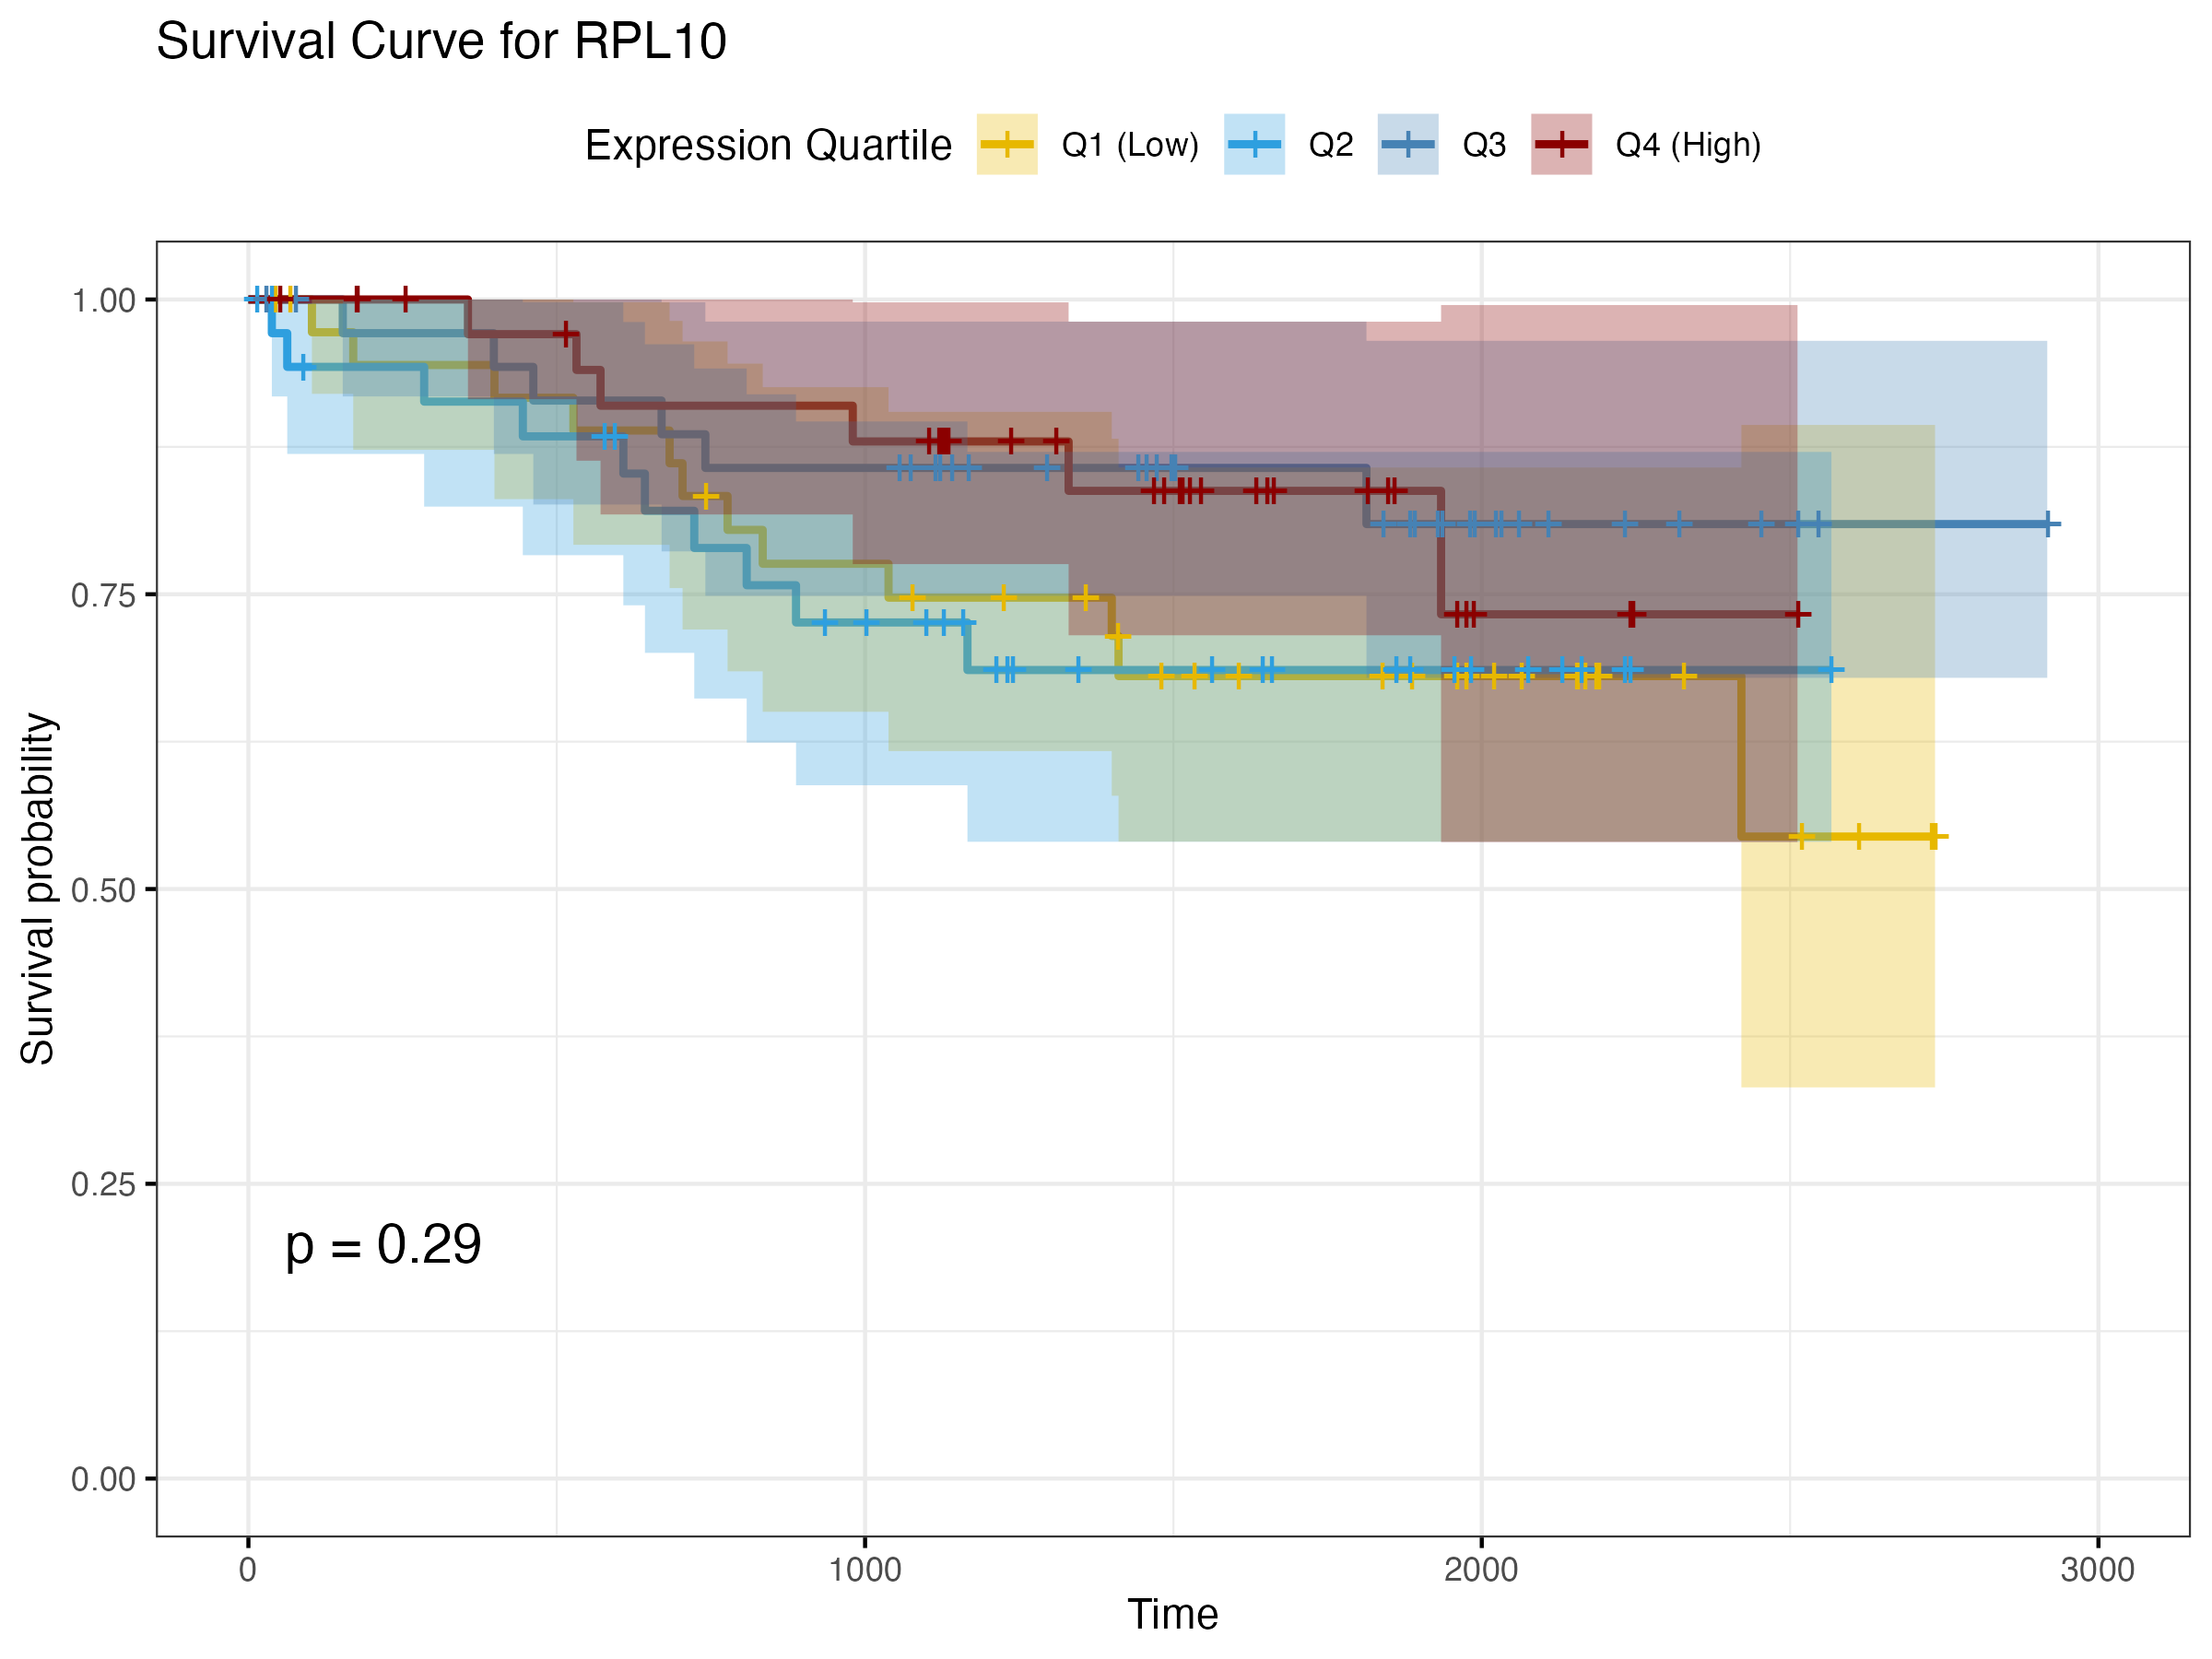 Survival Curve for RPL10
Expression Quartile Q1 (Low) Q2 Q3 Q4 (High)
Survival probability
1.00
0.75
0.50
0.25
0.00
p = 0.29
0 1000 2000 3000
Time